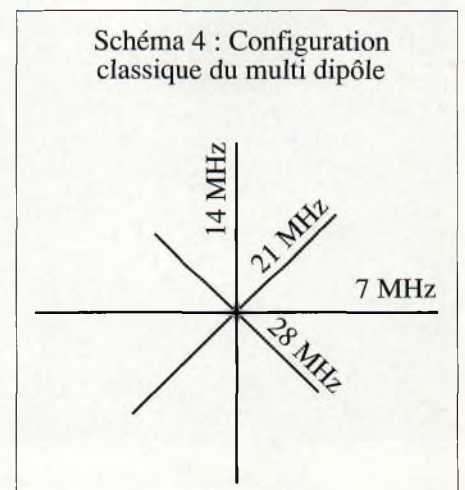 Schéma 4 : Configuration
classique du multi dipôle
14 MHz
21 MHz
7 MHz
28 MHz